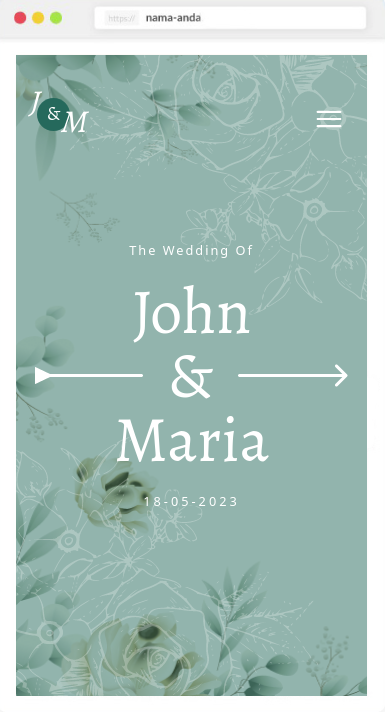 https:// nama-anda
J & M
The Wedding Of
John
&
Maria
18-05-2023